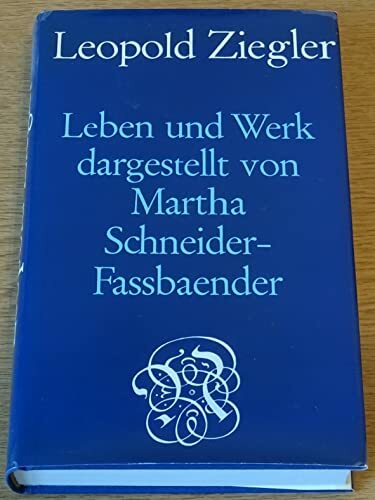 Leopold Ziegler
Leben und Werk
dargestellt von
Martha
Schneider-
Fassbaender